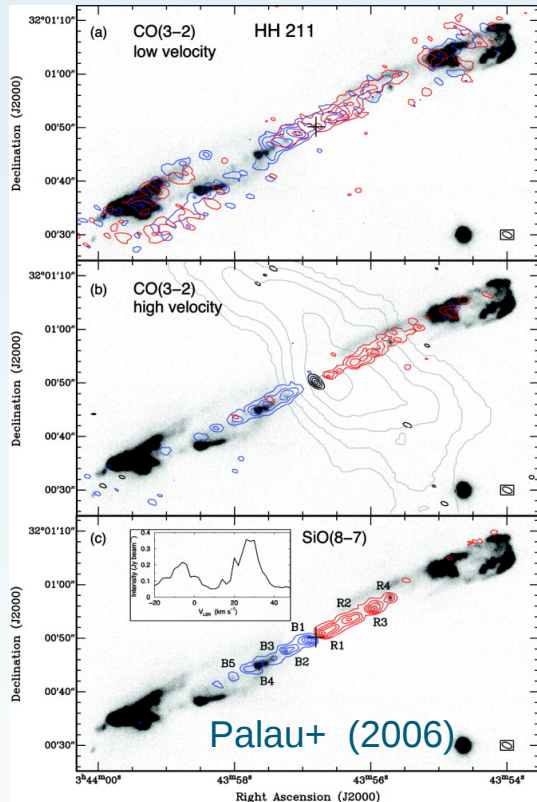 (a) CO(3−2) HH 211
low velocity
32°01'10"
01'00"
00'50"
00'40"
00'30"
Declination (J2000)
(b) CO(3−2)
high velocity
32°01'10"
01'00"
00'50"
00'40"
00'30"
Declination (J2000)
(c) SiO(8−7)
Intensity (Jy beam⁻¹)
0.4
0.3
0.2
0.1
0
−20 0 20 40
V_LSR (km s⁻¹)
R4
R2
R3
R1
B1
B3
B2
B5
B4
32°01'10"
01'00"
00'50"
00'40"
00'30"
Declination (J2000)
Palau+ (2006)
3ʰ44ᵐ00ˢ 43ᵐ58ˢ 43ᵐ56ˢ 43ᵐ54ˢ
Right Ascension (J2000)